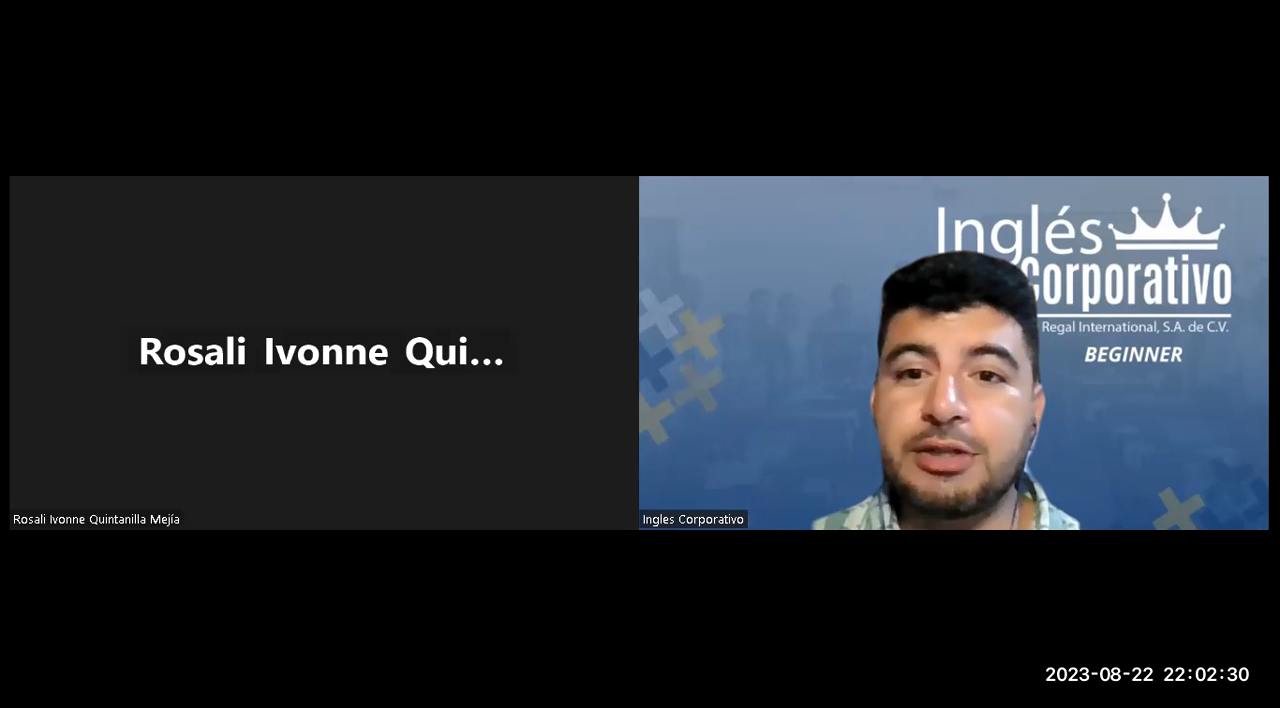 Rosali Ivonne Qui...
Rosali Ivonne Quintanilla Mejía
Inglés
Corporativo
Regal International, S.A. de C.V.
BEGINNER
Ingles Corporativo
2023-08-22 22:02:30